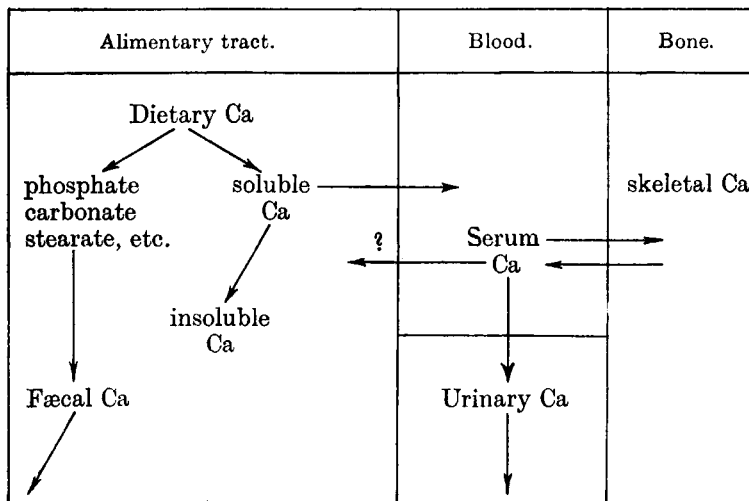 Alimentary tract.
Blood.
Bone.
Dietary Ca
phosphate
carbonate
stearate, etc.
soluble
Ca
skeletal Ca
?
Serum
Ca
insoluble
Ca
Fæcal Ca
Urinary Ca